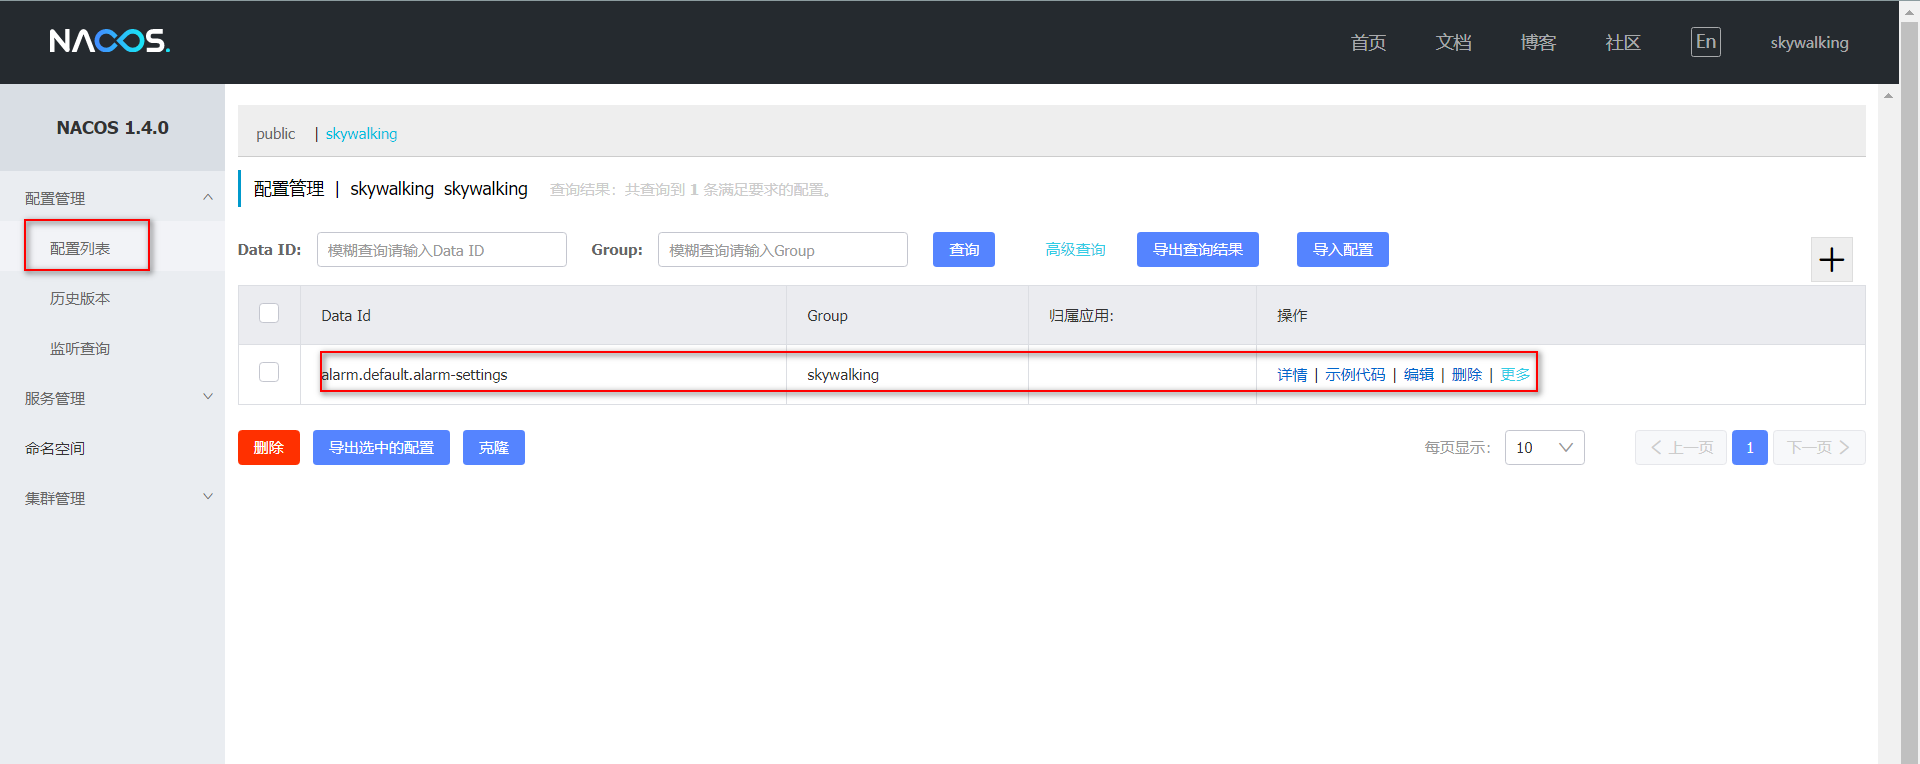 NACOS.
首页 文档 博客 社区 En skywalking
NACOS 1.4.0
配置管理
配置列表
历史版本
监听查询
服务管理
命名空间
集群管理
public | skywalking
配置管理 | skywalking skywalking 查询结果：共查询到 1 条满足要求的配置。
Data ID: 模糊查询请输入Data ID Group: 模糊查询请输入Group 查询 高级查询 导出查询结果 导入配置
Data Id Group 归属应用: 操作
alarm.default.alarm-settings skywalking 详情 | 示例代码 | 编辑 | 删除 | 更多
删除 导出选中的配置 克隆 每页显示: 10 上一页 1 下一页